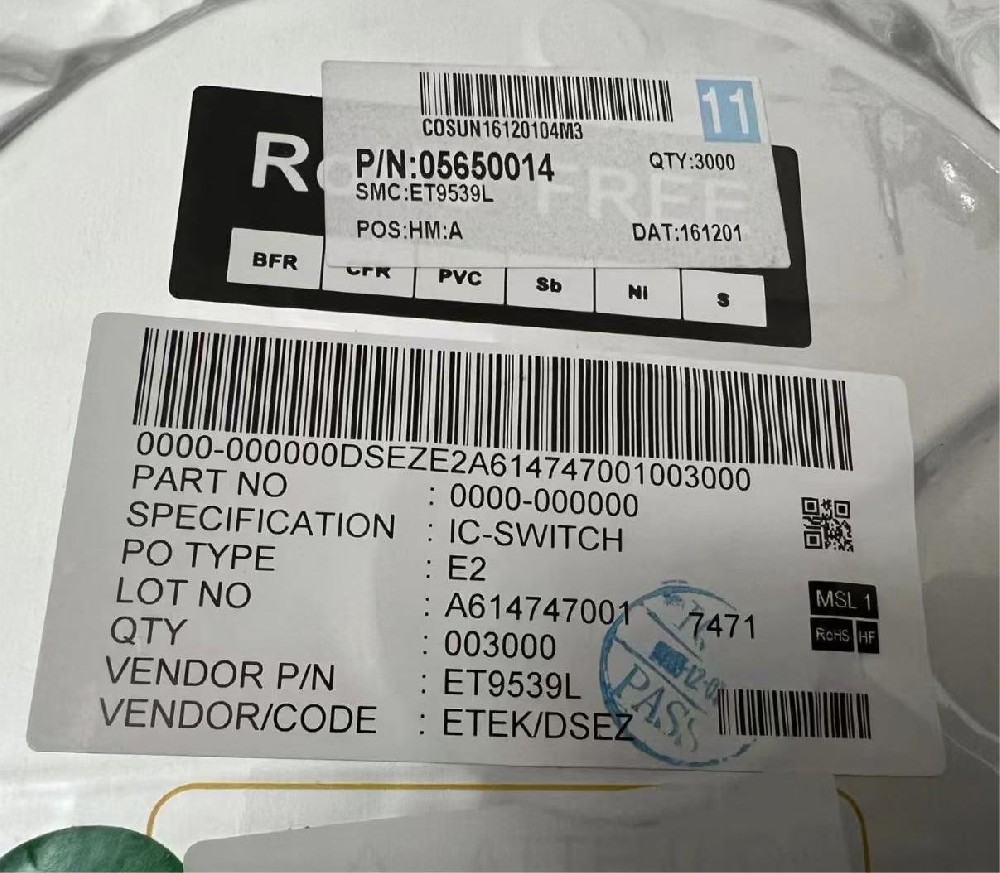 11
COSUN16120104M3
P/N:05650014
QTY:3000
SMC:ET9539L
POS:HM:A
DAT:161201
FREE
BFR CFR PVC Sb Ni S
0000-000000DSEZE2A614747001003000
PART NO : 0000-000000
SPECIFICATION : IC-SWITCH
PO TYPE : E2
LOT NO : A614747001
7471
QTY : 003000
VENDOR P/N : ET9539L
VENDOR/CODE : ETEK/DSEZ
MSL 1
RoHS HF
PASS